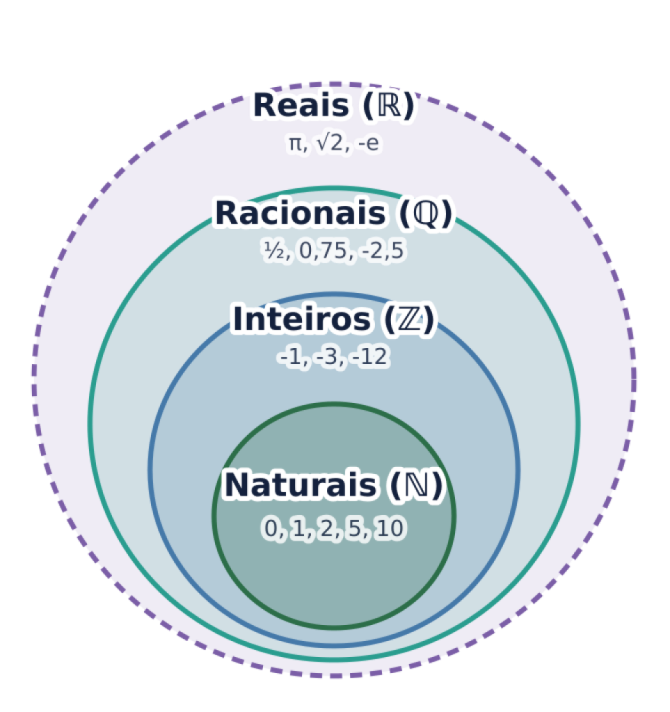 Reais (ℝ)
π, √2, -e
Racionais (ℚ)
½, 0,75, -2,5
Inteiros (ℤ)
-1, -3, -12
Naturais (ℕ)
0, 1, 2, 5, 10